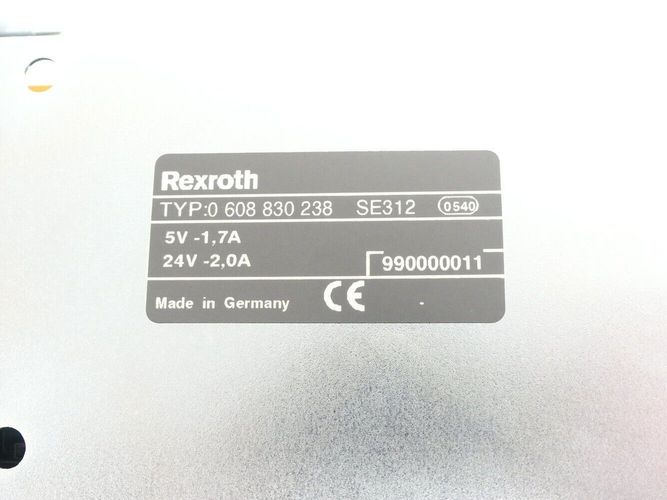 Rexroth
TYP:0 608 830 238 SE312 0540
5V -1,7A
24V -2,0A
990000011
Made in Germany CE